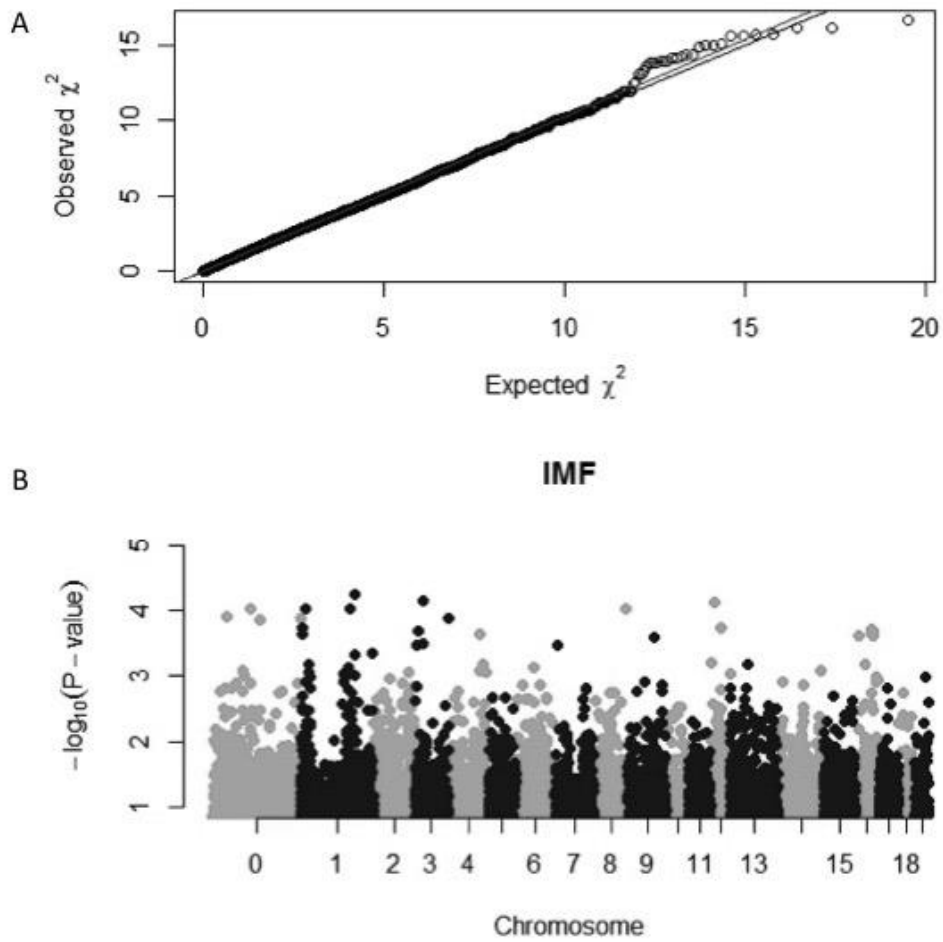 A
Observed χ²
15
10
5
0
0 5 10 15 20
Expected χ²
B
IMF
-log₁₀(P - value)
5
4
3
2
1
0 1 2 3 4 6 7 8 9 11 13 15 18
Chromosome